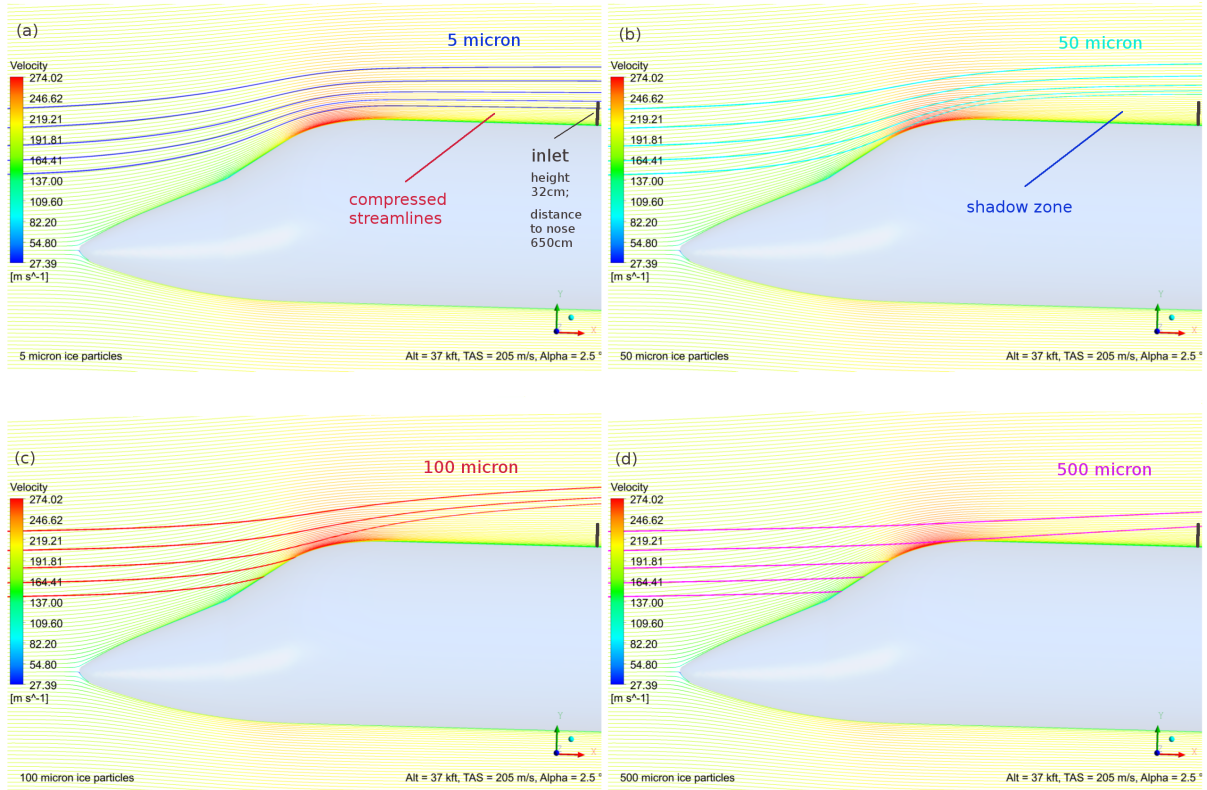 (a)
5 micron
Velocity
274.02
246.62
219.21
191.81
164.41
137.00
109.60
82.20
54.80
27.39
[m s^-1]
compressed
streamlines
inlet
height
32cm;
distance
to nose
650cm
Y
X
5 micron ice particles
Alt = 37 kft, TAS = 205 m/s, Alpha = 2.5 °
(b)
50 micron
Velocity
274.02
246.62
219.21
191.81
164.41
137.00
109.60
82.20
54.80
27.39
[m s^-1]
shadow zone
Y
X
50 micron ice particles
Alt = 37 kft, TAS = 205 m/s, Alpha = 2.5 °
(c)
100 micron
Velocity
274.02
246.62
219.21
191.81
164.41
137.00
109.60
82.20
54.80
27.39
[m s^-1]
Y
X
100 micron ice particles
Alt = 37 kft, TAS = 205 m/s, Alpha = 2.5 °
(d)
500 micron
Velocity
274.02
246.62
219.21
191.81
164.41
137.00
109.60
82.20
54.80
27.39
[m s^-1]
Y
X
500 micron ice particles
Alt = 37 kft, TAS = 205 m/s, Alpha = 2.5 °